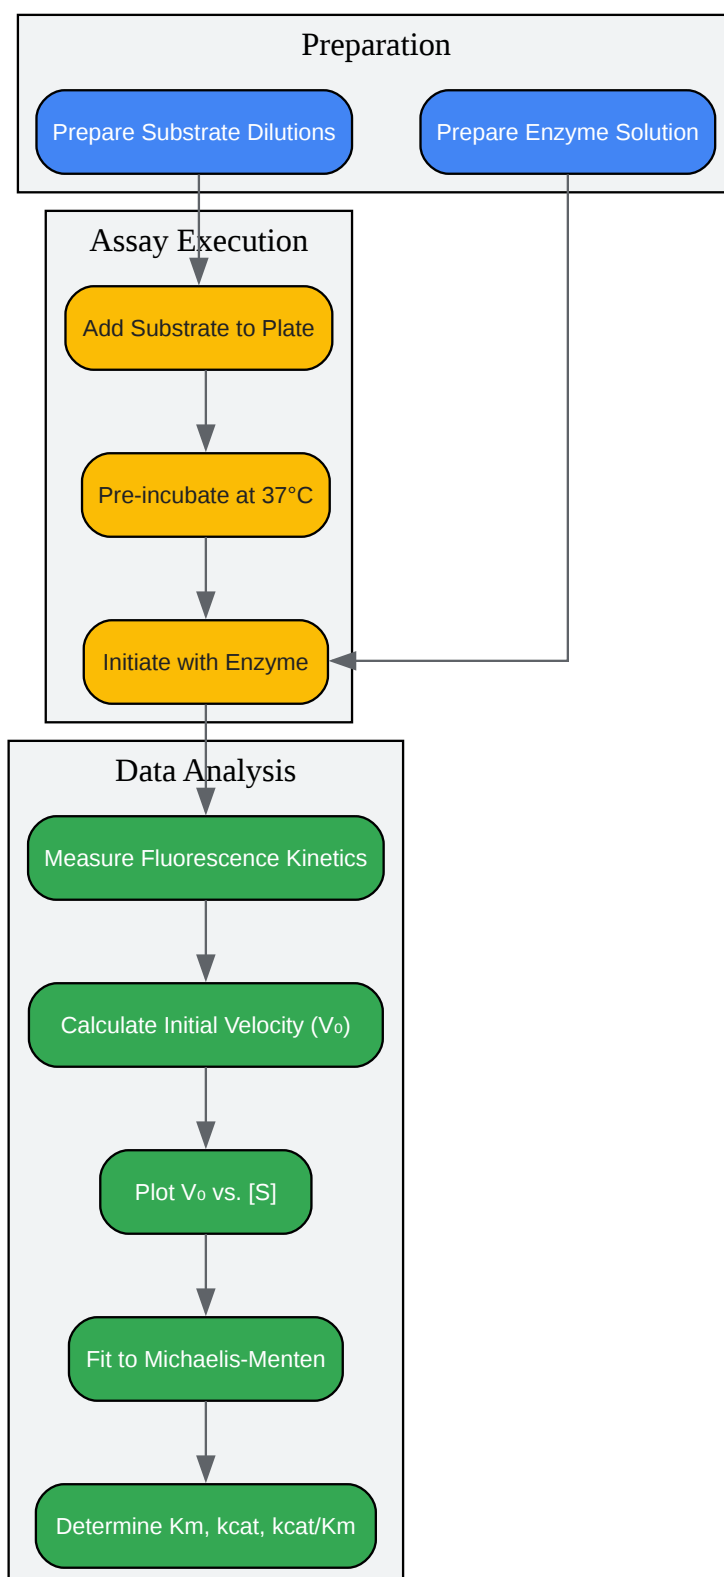 Preparation
Prepare Substrate Dilutions
Prepare Enzyme Solution
Assay Execution
Add Substrate to Plate
Pre-incubate at 37°C
Initiate with Enzyme
Data Analysis
Measure Fluorescence Kinetics
Calculate Initial Velocity (V₀)
Plot V₀ vs. [S]
Fit to Michaelis-Menten
Determine Km, kcat, kcat/Km